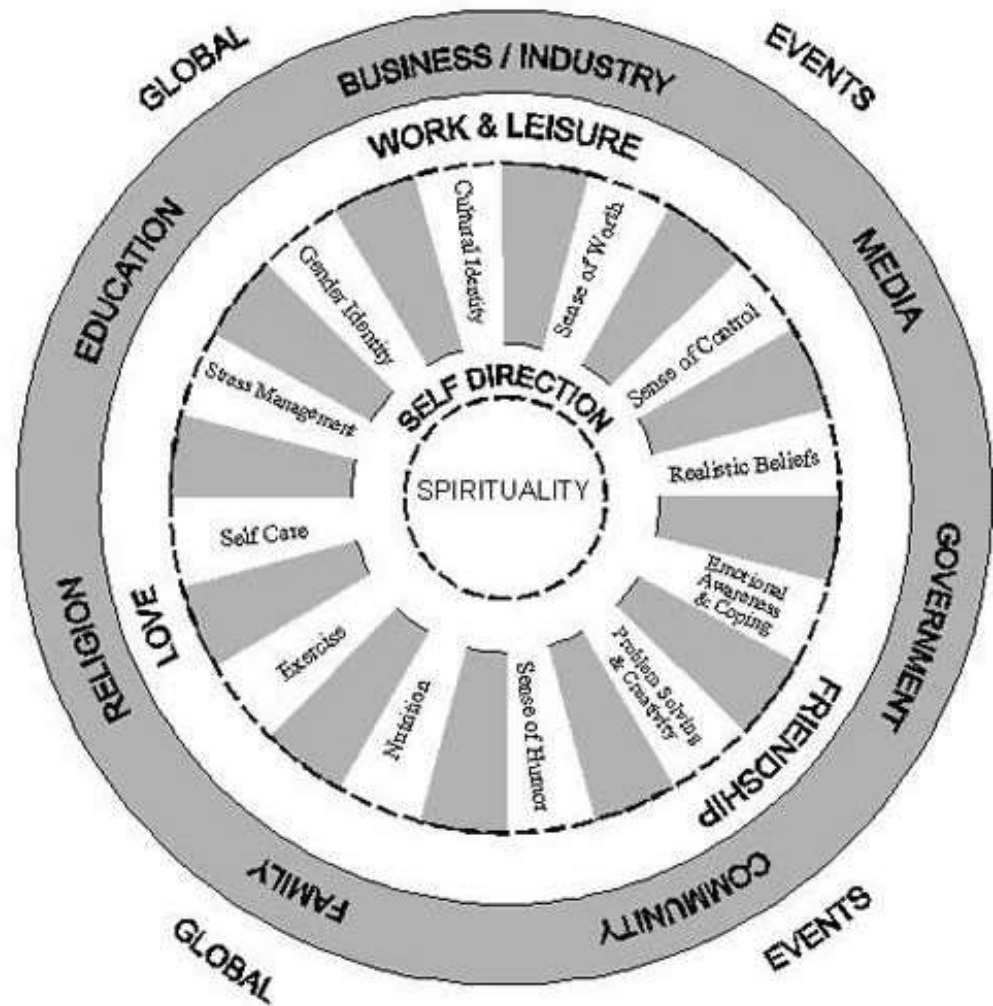 GLOBAL
EVENTS
BUSINESS / INDUSTRY
MEDIA
GOVERNMENT
COMMUNITY
FAMILY
RELIGION
EDUCATION
WORK & LEISURE
FRIENDSHIP
LOVE
Cultural Identity
Sense of Worth
Sense of Control
Realistic Beliefs
Emotional
Awareness
& Coping
Problem Solving
& Creativity
Sense of Humor
Nutrition
Exercise
Self Care
Stress Management
Gender Identity
SELF DIRECTION
SPIRITUALITY
GLOBAL
EVENTS